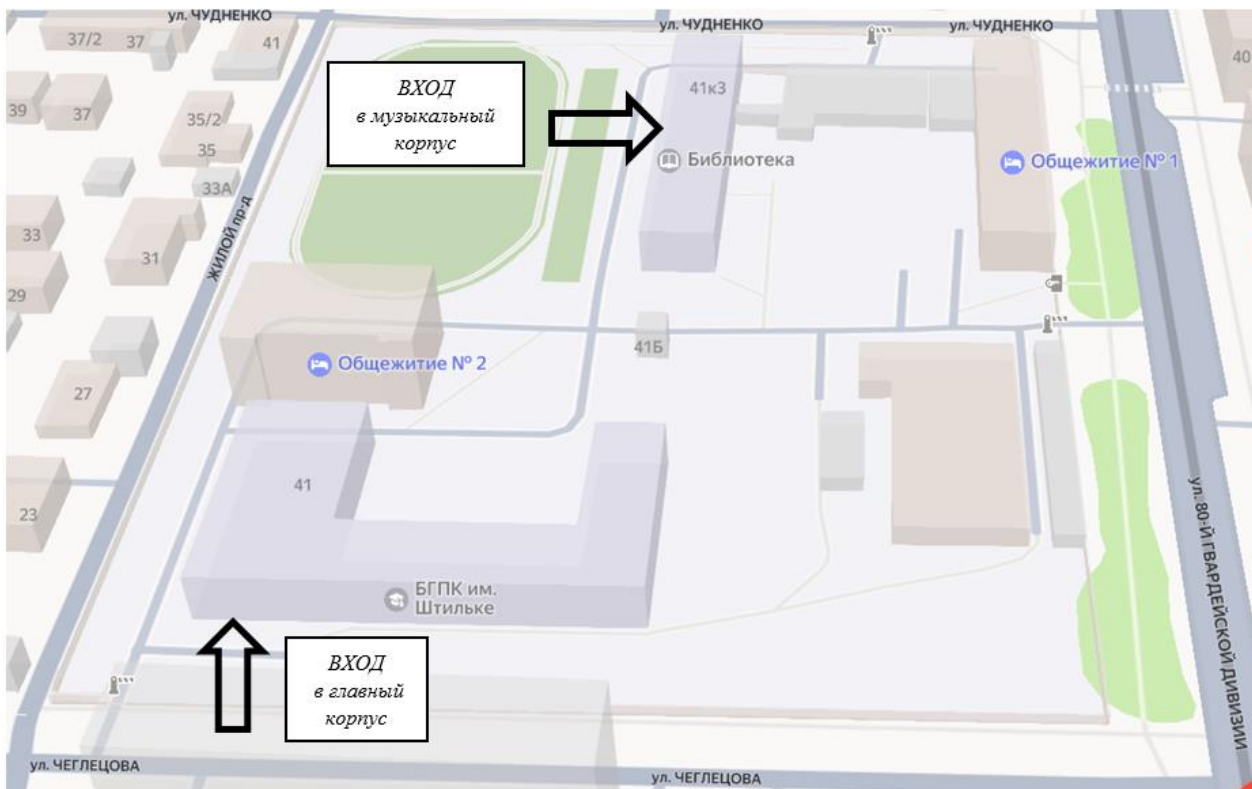 ул. ЧУДНЕНКО
ул. ЧУДНЕНКО
ул. ЧУДНЕНКО
37/2
37
41
40
39
37
35/2
35
33А
33
31
29
27
23
ЖИЛОЙ пр-д
ВХОД
в музыкальный
корпус
41к3
Библиотека
Общежитие № 1
Общежитие № 2
41Б
41
БГПК им.
Штильке
ВХОД
в главный
корпус
ул. 80-Й ГВАРДЕЙСКОЙ ДИВИЗИИ
ул. ЧЕГЛЕЦОВА
ул. ЧЕГЛЕЦОВА